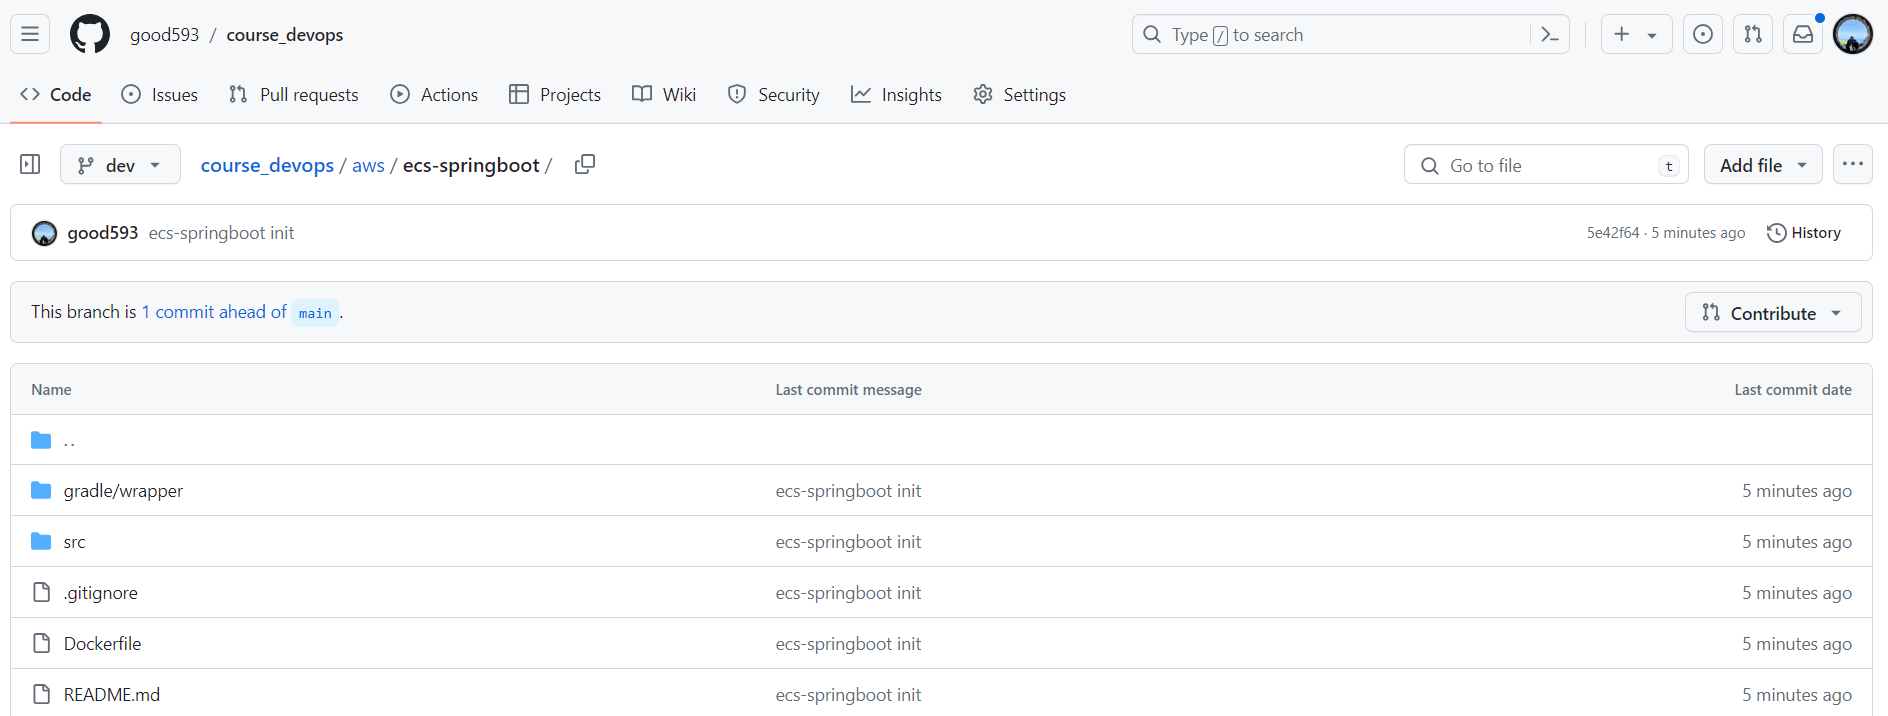 good593 / course_devops
Type / to search
Code Issues Pull requests Actions Projects Wiki Security Insights Settings
dev course_devops / aws / ecs-springboot / Go to file t Add file
good593 ecs-springboot init 5e42f64 · 5 minutes ago History
This branch is 1 commit ahead of main. Contribute
Name Last commit message Last commit date
..
gradle/wrapper ecs-springboot init 5 minutes ago
src ecs-springboot init 5 minutes ago
.gitignore ecs-springboot init 5 minutes ago
Dockerfile ecs-springboot init 5 minutes ago
README.md ecs-springboot init 5 minutes ago